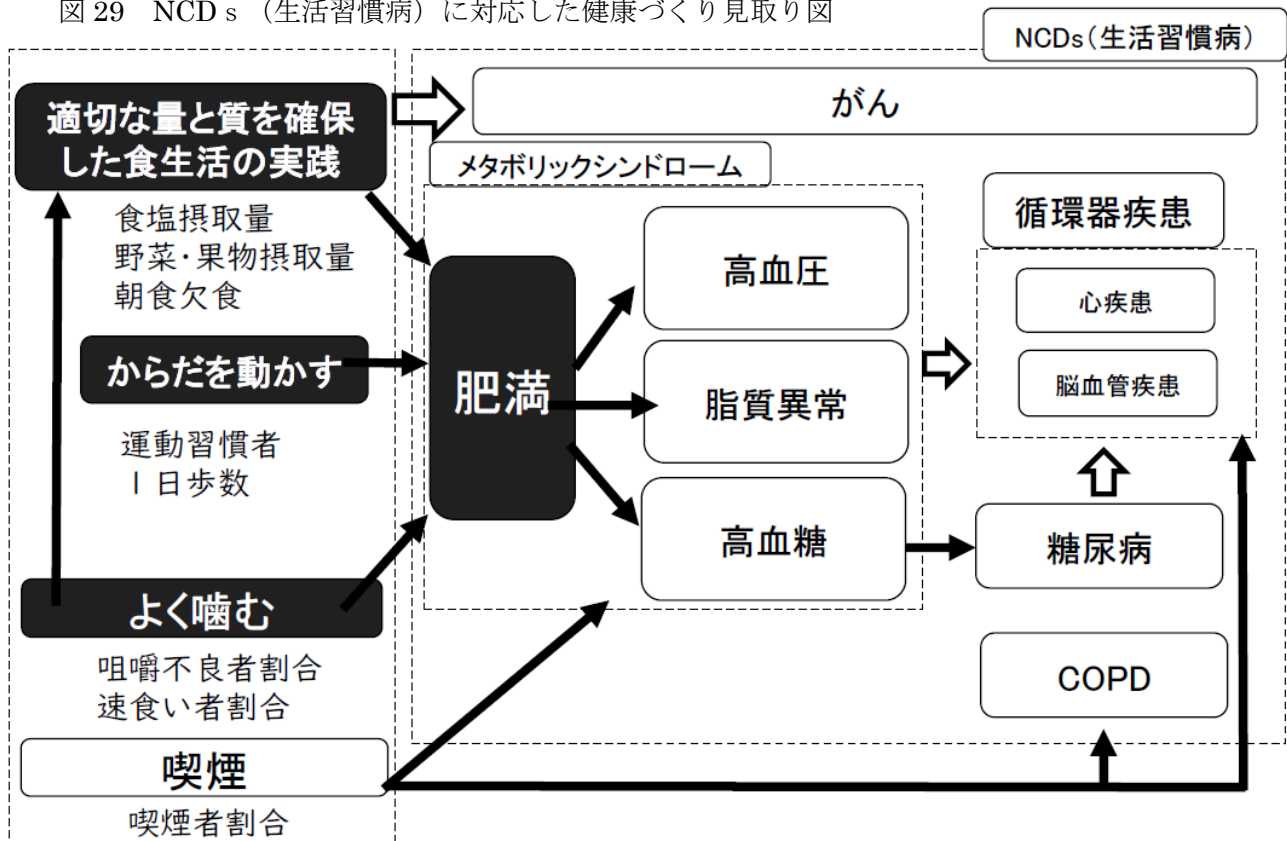 図 29 NCDｓ（生活習慣病）に対応した健康づくり見取り図
NCDs（生活習慣病）
適切な量と質を確保
した食生活の実践
食塩摂取量
野菜・果物摂取量
朝食欠食
からだを動かす
運動習慣者
1日歩数
よく噛む
咀嚼不良者割合
速食い者割合
喫煙
喫煙者割合
がん
メタボリックシンドローム
肥満
高血圧
脂質異常
高血糖
循環器疾患
心疾患
脳血管疾患
糖尿病
COPD